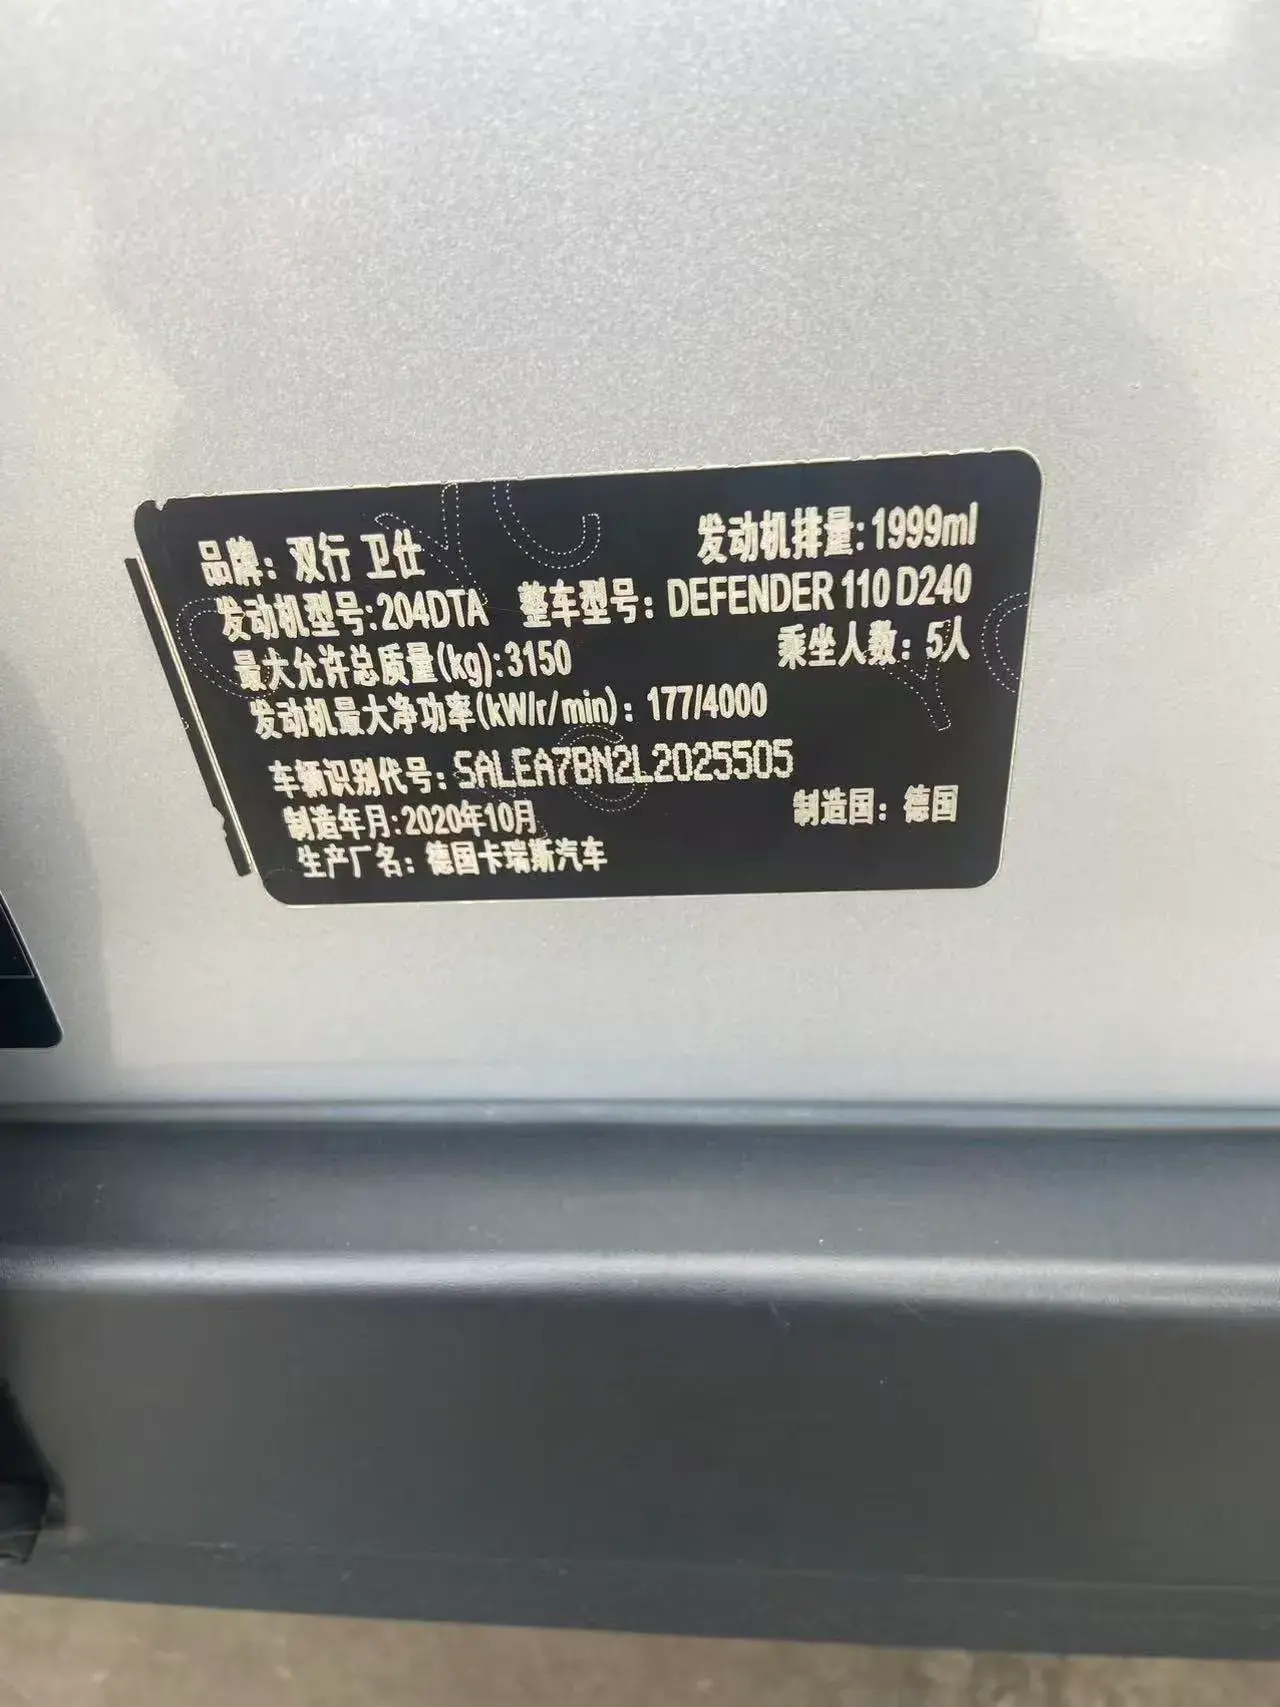 品牌：双行 卫仕 发动机排量:1999ml
发动机型号:204DTA 整车型号：DEFENDER 110 D240
最大允许总质量(kg):3150 乘坐人数：5人
发动机最大净功率(kW/r/min)：177/4000
车辆识别代号：SALEA7BN2L2025505
制造年月:2020年10月 制造国：德国
生产厂名：德国卡瑞斯汽车